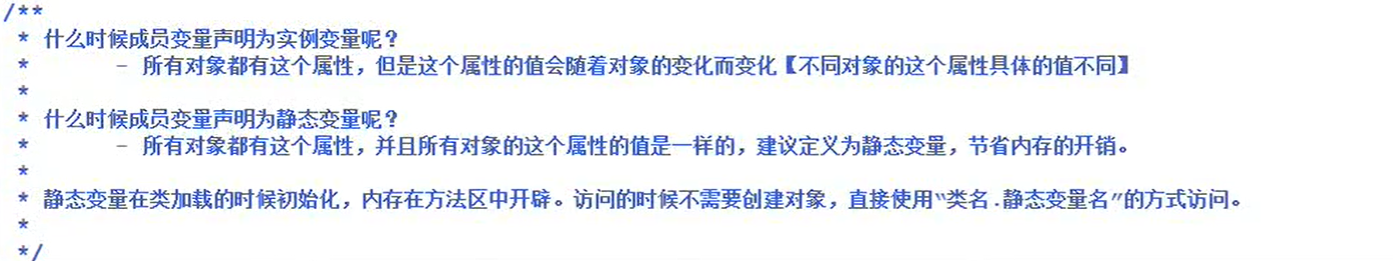 /**
 * 什么时候成员变量声明为实例变量呢？
 *       - 所有对象都有这个属性，但是这个属性的值会随着对象的变化而变化【不同对象的这个属性具体的值不同】
 *
 * 什么时候成员变量声明为静态变量呢？
 *       - 所有对象都有这个属性，并且所有对象的这个属性的值是一样的，建议定义为静态变量，节省内存的开销。
 *
 * 静态变量在类加载的时候初始化，内存在方法区中开辟。访问的时候不需要创建对象，直接使用“类名.静态变量名”的方式访问。
 *
 */